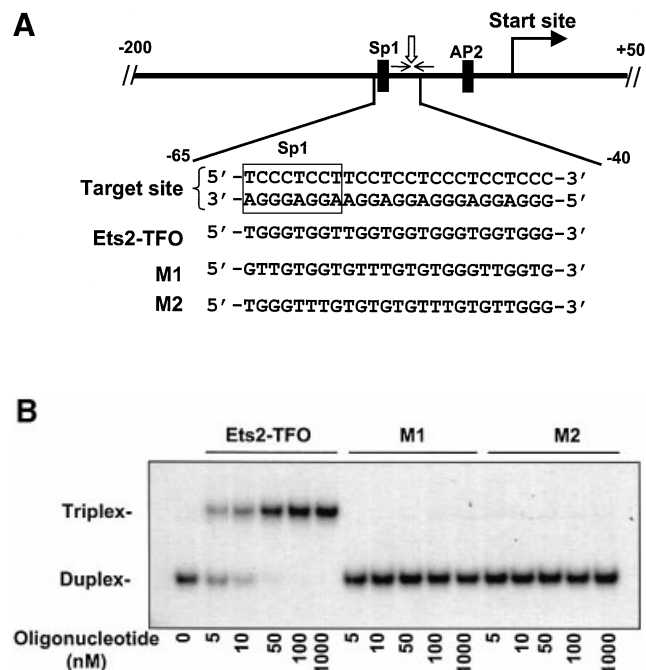 A
Start site
-200
Sp1
AP2
+50
-65
Sp1
-40
Target site
5′-TCCCTCCTTCCTCCTCCCTCCTCCC-3′
3′-AGGGAGGAAGGAGGAGGGAGGAGGG-5′
Ets2-TFO
5′-TGGGTGGTTGGTGGTGGGTGGTGGG-3′
M1
5′-GTTGTGGTGTTTGTGTGGGTTGGTG-3′
M2
5′-TGGGTTTGTGTGTGTTTGTGTTGGG-3′
B
Ets2-TFO M1 M2
Triplex-
Duplex-
Oligonucleotide
(nM)
0 5 10 50 100 1000 5 10 50 100 1000 5 10 50 100 1000